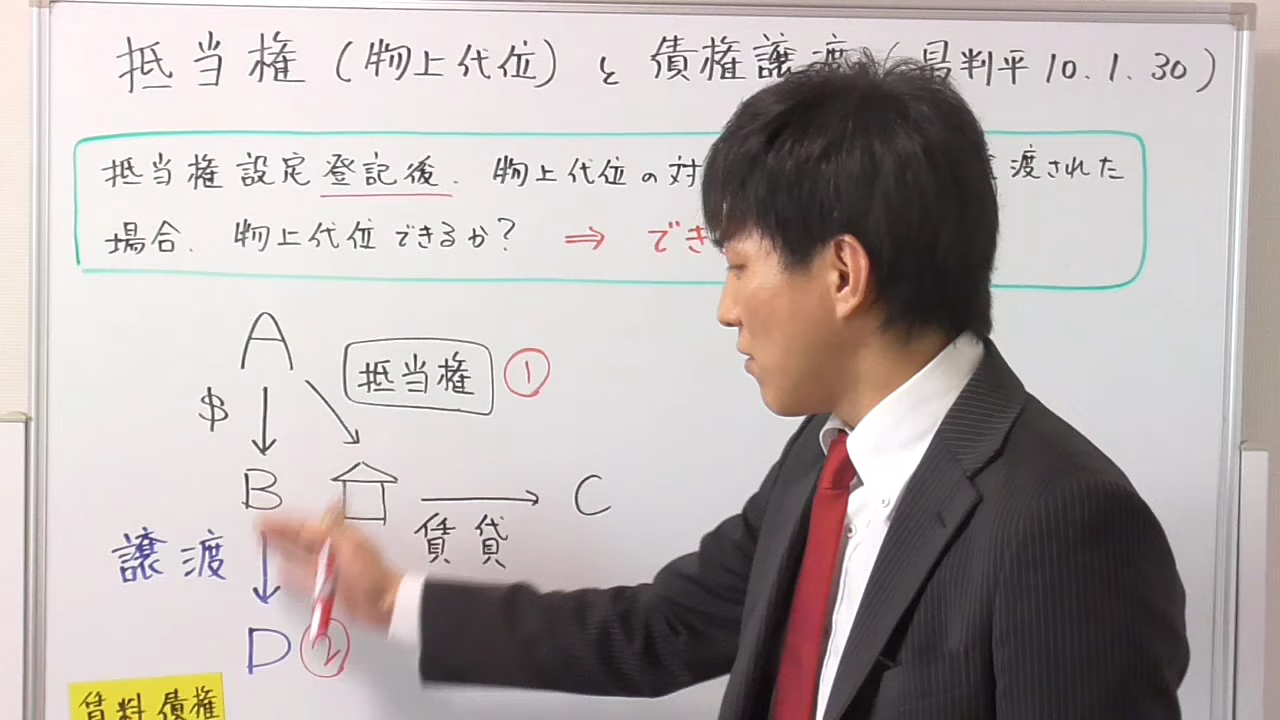 抵当権(物上代位)と債権譲渡(最判平10.1.30)
抵当権設定登記後、物上代位の対 渡された
場合、物上代位できるか? ⇒ でき
A
抵当権 ①
$
B
C
賃貸
譲渡
D ②
賃料債権